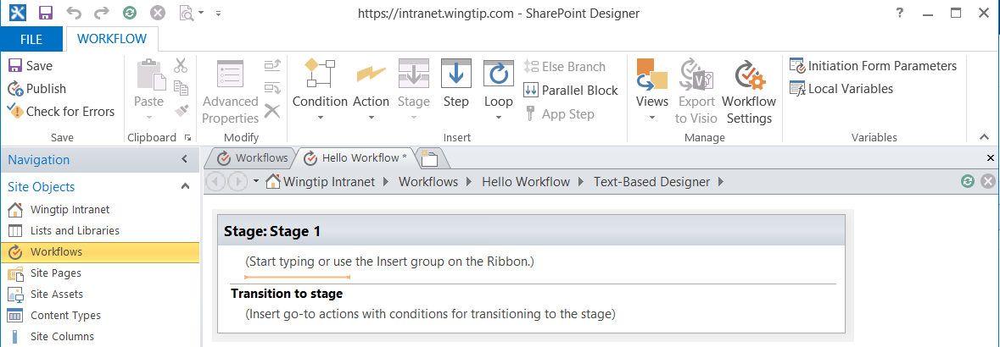 https://intranet.wingtip.com - SharePoint Designer ?
FILE WORKFLOW
Save
Publish
Check for Errors
Save
Paste
Clipboard
Advanced Properties
Modify
Condition Action Stage Step Loop
Else Branch
Parallel Block
App Step
Insert
Views
Export to Visio
Workflow Settings
Manage
Initiation Form Parameters
Local Variables
Variables
Navigation
Workflows Hello Workflow *
Wingtip Intranet Workflows Hello Workflow Text-Based Designer
Site Objects
Wingtip Intranet
Lists and Libraries
Workflows
Site Pages
Site Assets
Content Types
Site Columns
Stage: Stage 1
(Start typing or use the Insert group on the Ribbon.)
Transition to stage
(Insert go-to actions with conditions for transitioning to the stage)